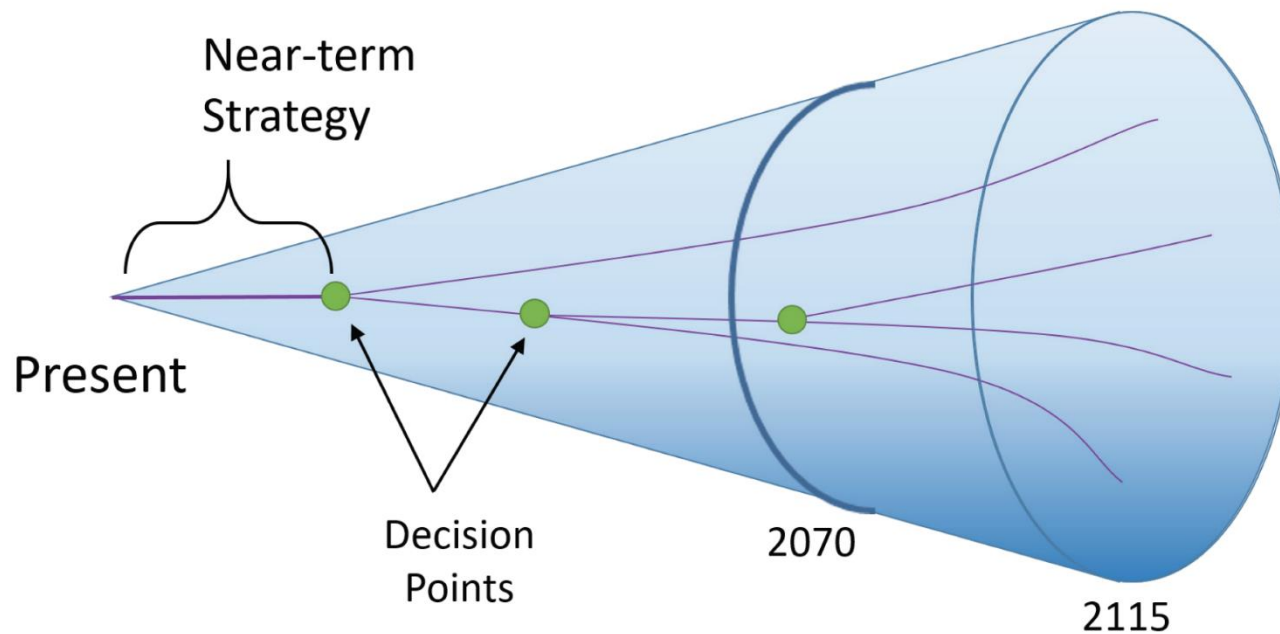 Near-term
Strategy
Present
Decision
Points
2070
2115